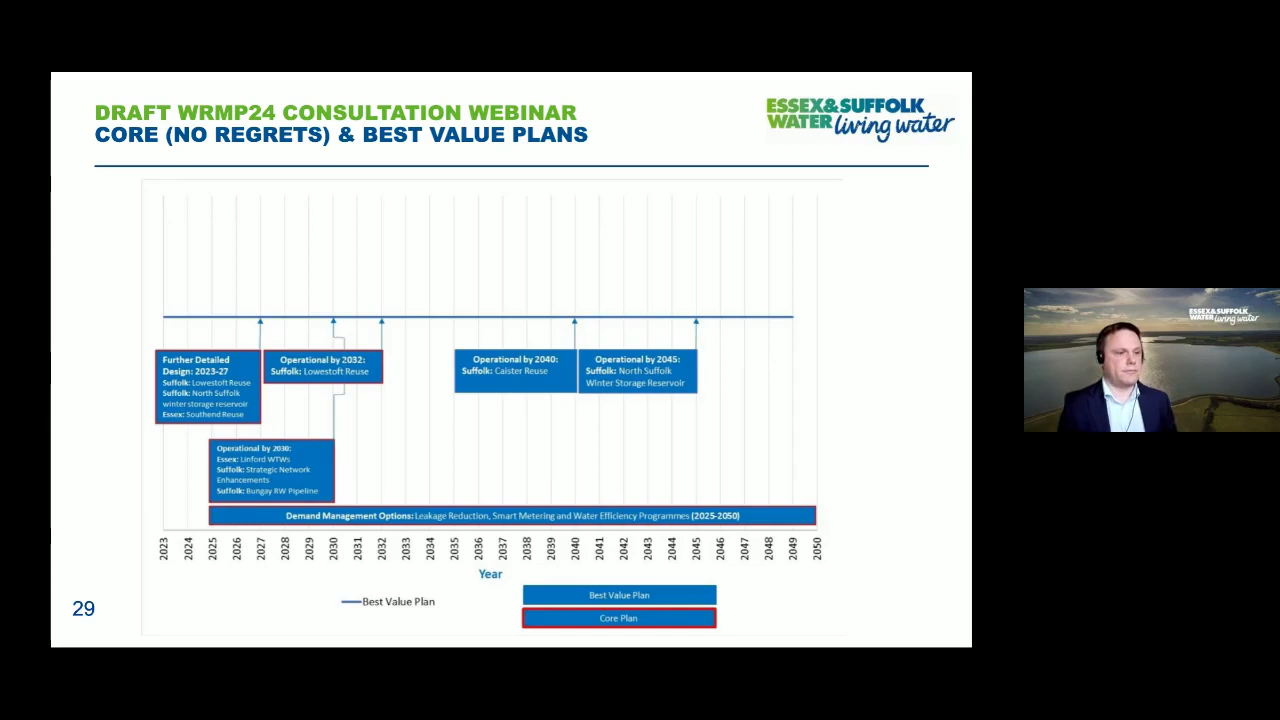 DRAFT WRMP24 CONSULTATION WEBINAR
CORE (NO REGRETS) & BEST VALUE PLANS
ESSEX&SUFFOLK
WATER living water
Further Detailed
Design: 2023-27
Suffolk: Lowestoft Reuse
Suffolk: North Suffolk
winter storage reservoir
Essex: Southend Reuse
Operational by 2032:
Suffolk: Lowestoft Reuse
Operational by 2040:
Suffolk: Caister Reuse
Operational by 2045:
Suffolk: North Suffolk
Winter Storage Reservoir
Operational by 2030:
Essex: Linford WTWs
Suffolk: Strategic Network
Enhancements
Suffolk: Bungay RW Pipeline
Demand Management Options: Leakage Reduction, Smart Metering and Water Efficiency Programmes (2025-2050)
2023 2024 2025 2026 2027 2028 2029 2030 2031 2032 2033 2034 2035 2036 2037 2038 2039 2040 2041 2042 2043 2044 2045 2046 2047 2048 2049 2050
Year
Best Value Plan
Best Value Plan
Core Plan
29
ESSEX&SUFFOLK
WATER living water